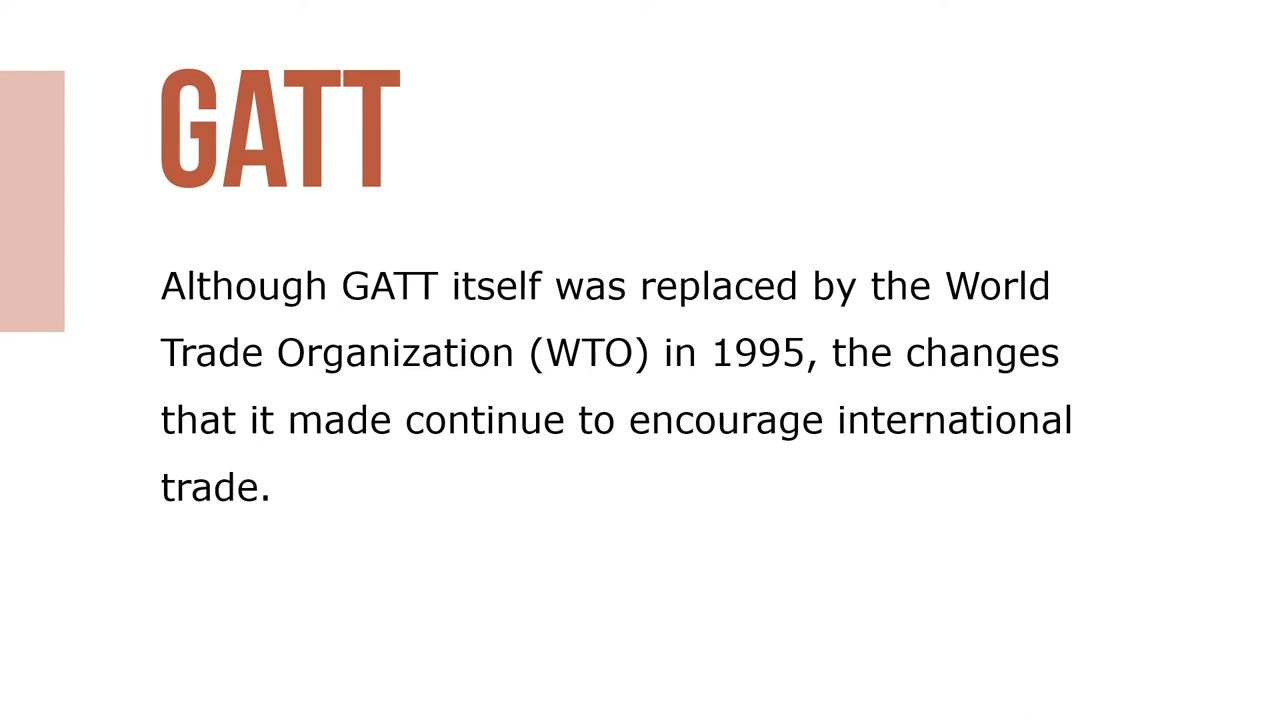 GATT
Although GATT itself was replaced by the World
Trade Organization (WTO) in 1995, the changes
that it made continue to encourage international
trade.